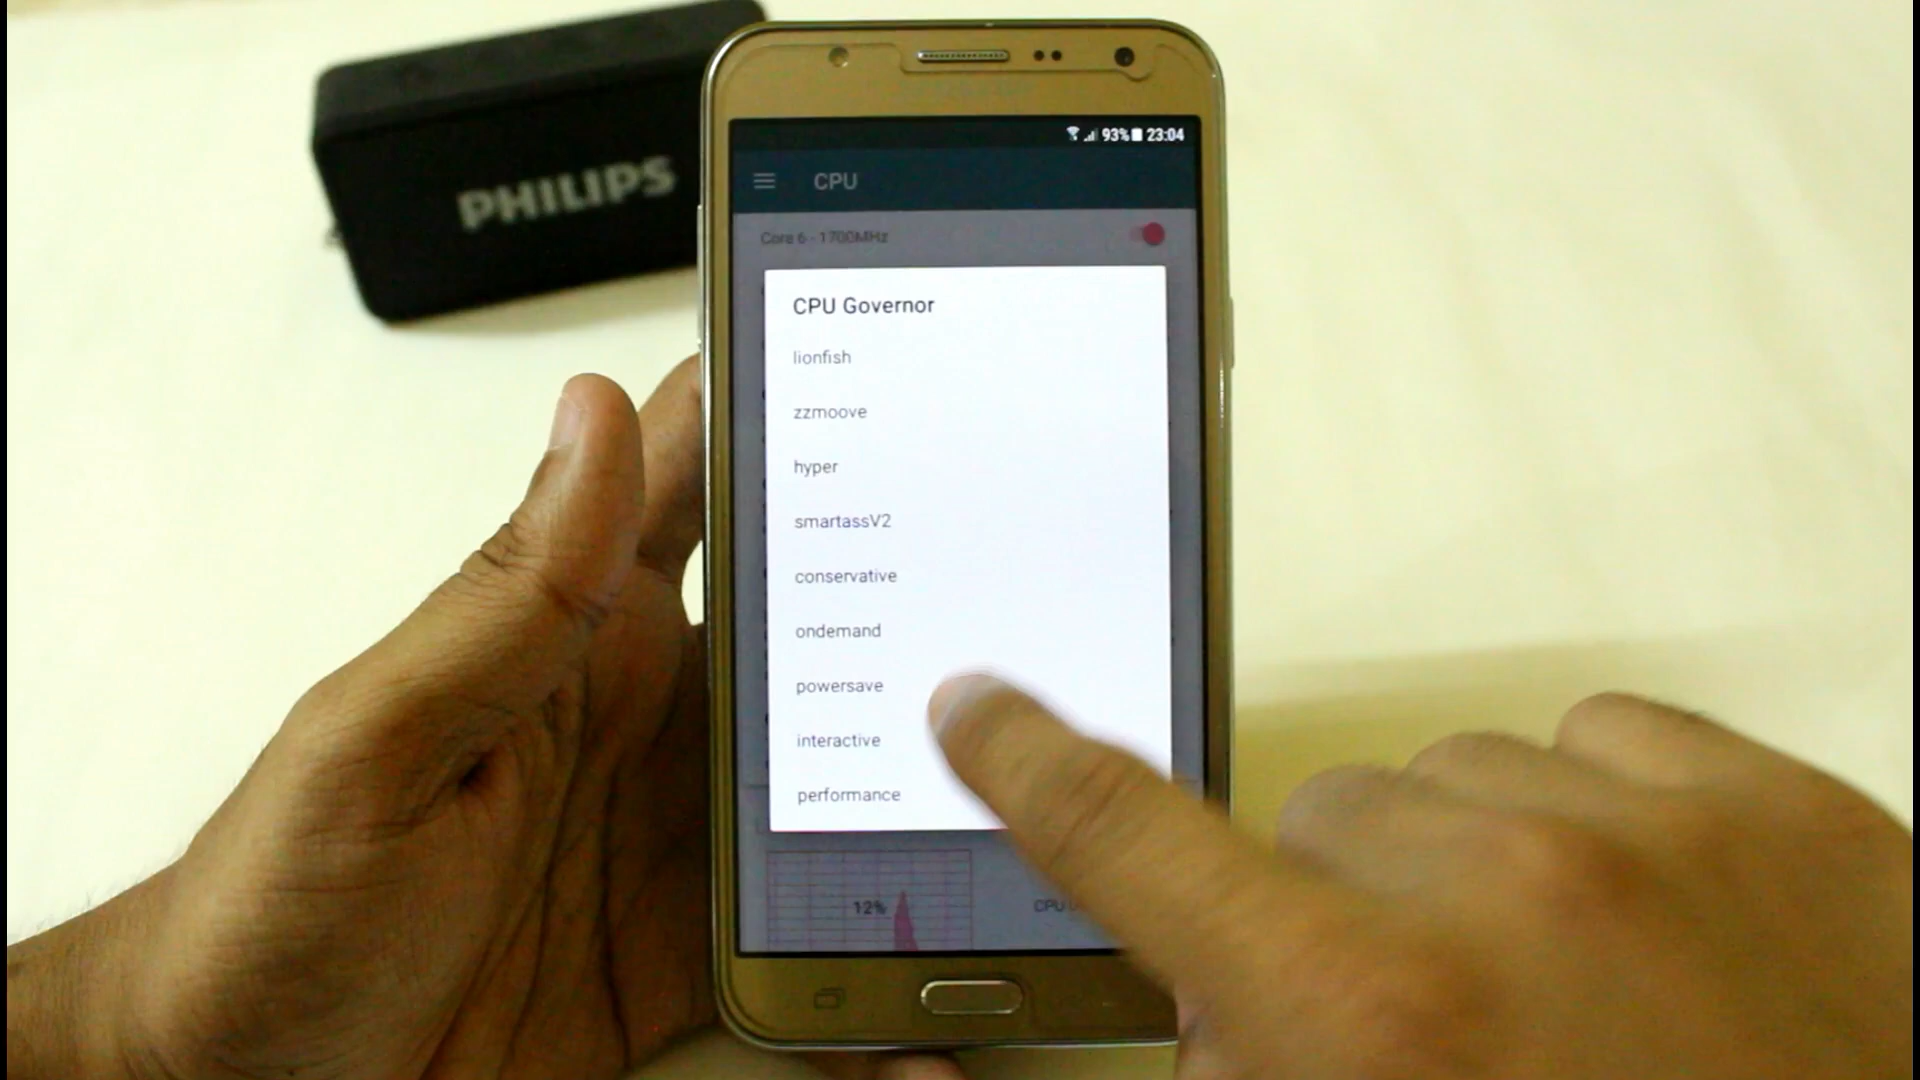 PHILIPS
93% 23:04
CPU
Core 6 - 1700MHz
CPU Governor
lionfish
zzmoove
hyper
smartassV2
conservative
ondemand
powersave
interactive
performance
12%
CPU